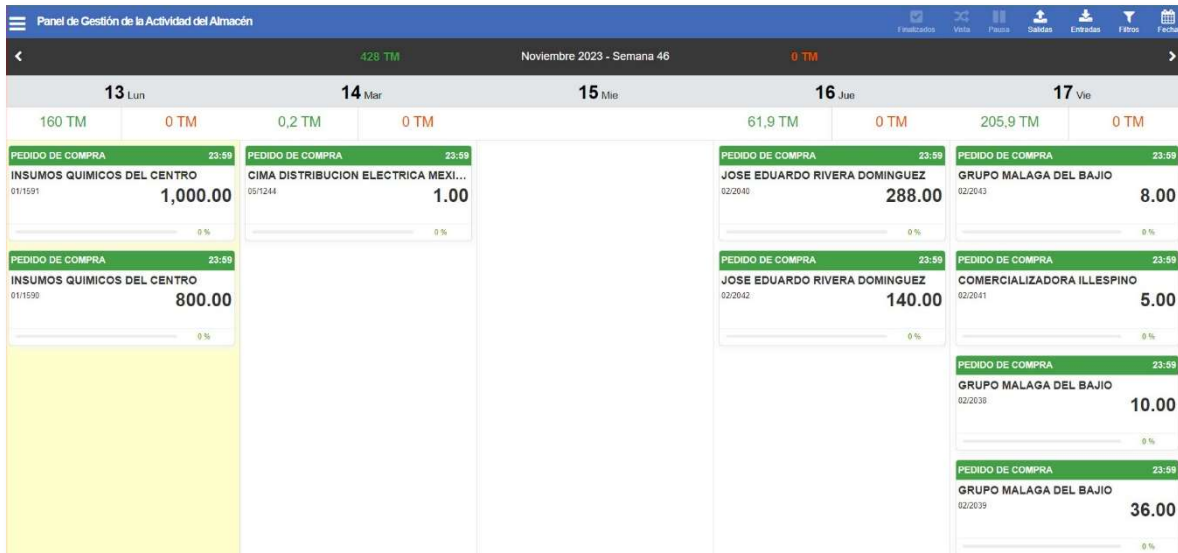 Panel de Gestión de la Actividad del Almacén
Finalizados Vista Pausa Salidas Entradas Filtros Fecha
428 TM Noviembre 2023 - Semana 46 0 TM
13 Lun 14 Mar 15 Mie 16 Jue 17 Vie
160 TM 0 TM 0,2 TM 0 TM 61,9 TM 0 TM 205,9 TM 0 TM
PEDIDO DE COMPRA 23:59
INSUMOS QUIMICOS DEL CENTRO
01/1591
1,000.00
0 %
PEDIDO DE COMPRA 23:59
INSUMOS QUIMICOS DEL CENTRO
01/1590
800.00
0 %
PEDIDO DE COMPRA 23:59
CIMA DISTRIBUCION ELECTRICA MEXI...
05/1244
1.00
0 %
PEDIDO DE COMPRA 23:59
JOSE EDUARDO RIVERA DOMINGUEZ
02/2040
288.00
0 %
PEDIDO DE COMPRA 23:59
JOSE EDUARDO RIVERA DOMINGUEZ
02/2042
140.00
0 %
PEDIDO DE COMPRA 23:59
GRUPO MALAGA DEL BAJIO
02/2043
8.00
0 %
PEDIDO DE COMPRA 23:59
COMERCIALIZADORA ILLESPINO
02/2041
5.00
0 %
PEDIDO DE COMPRA 23:59
GRUPO MALAGA DEL BAJIO
02/2038
10.00
0 %
PEDIDO DE COMPRA 23:59
GRUPO MALAGA DEL BAJIO
02/2039
36.00
0 %